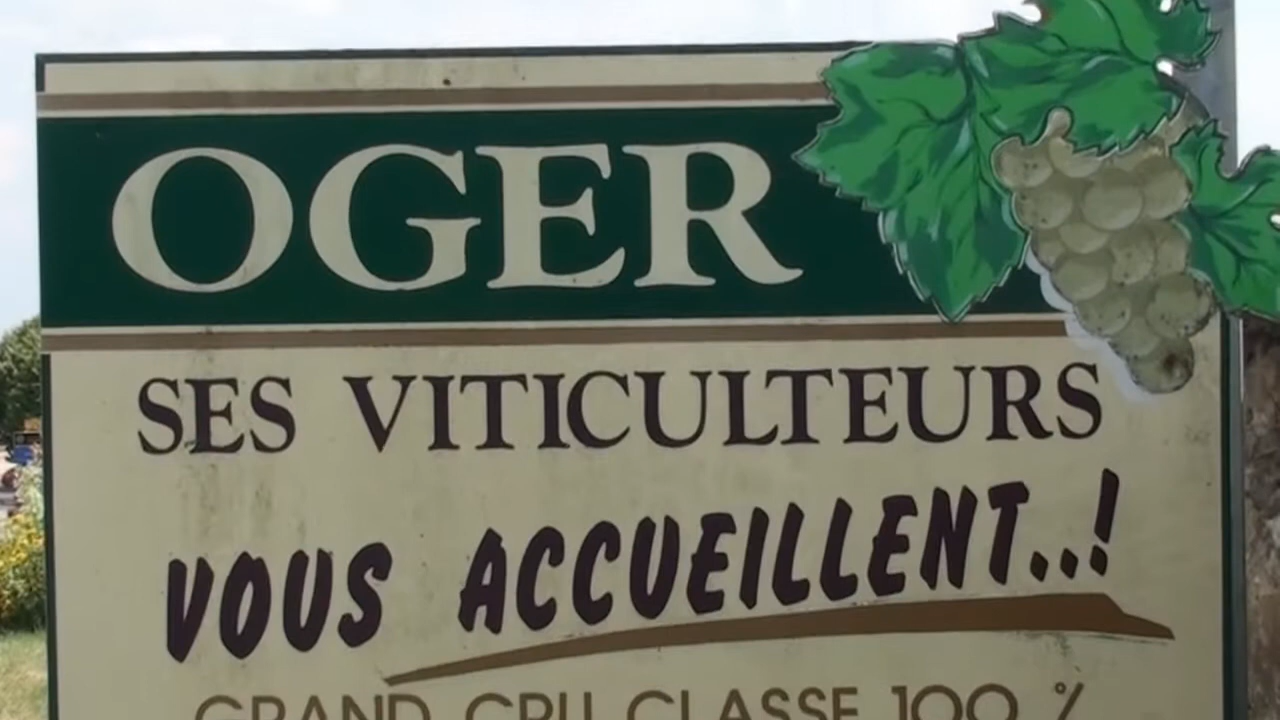 OGER
SES VITICULTEURS
VOUS ACCUEILLENT..!
GRAND CRU CLASSE 100 %